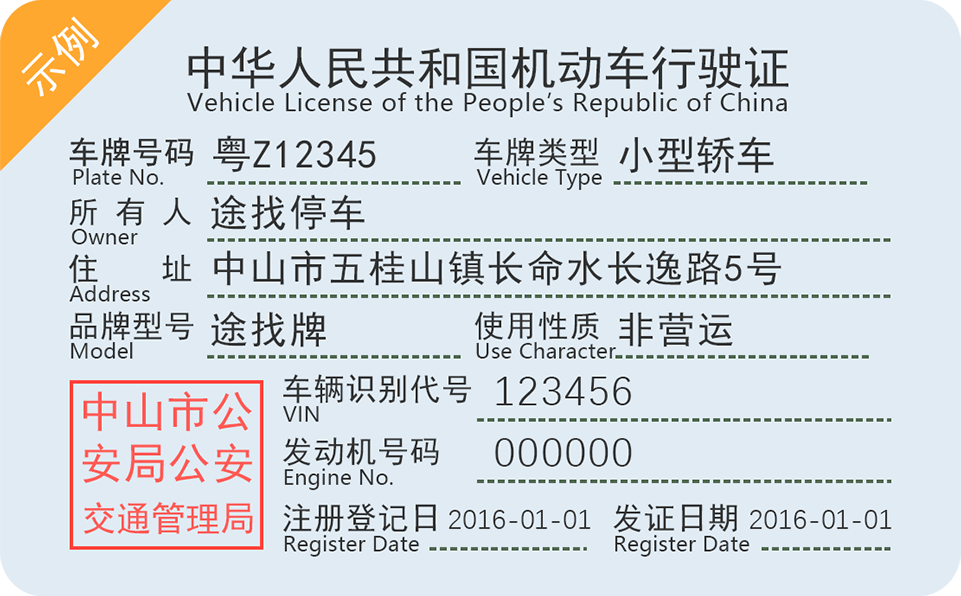 示例
中华人民共和国机动车行驶证
Vehicle License of the People’s Republic of China
车牌号码 粤Z12345 车牌类型 小型轿车
Plate No. Vehicle Type
所有人 途找停车
Owner
住址 中山市五桂山镇长命水长逸路5号
Address
品牌型号 途找牌 使用性质 非营运
Model Use Character
中山市公
安局公安
交通管理局
车辆识别代号 123456
VIN
发动机号码 000000
Engine No.
注册登记日 2016-01-01 发证日期 2016-01-01
Register Date Register Date